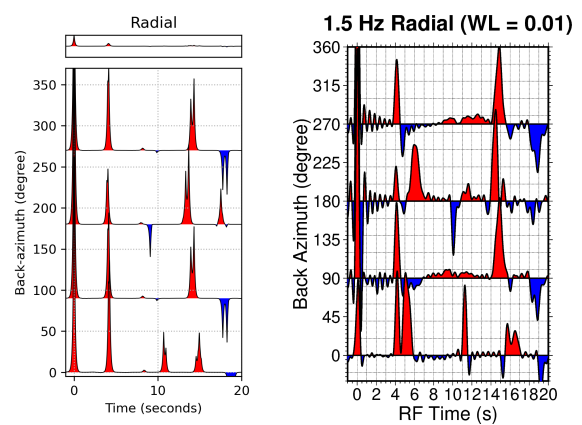 Radial
350
300
250
200
150
100
50
0
Back-azimuth (degree)
0
10
20
Time (seconds)
1.5 Hz Radial (WL = 0.01)
360
315
270
225
180
135
90
45
0
Back Azimuth (degree)
0 2 4 6 8 10 12 14 16 18 20
RF Time (s)